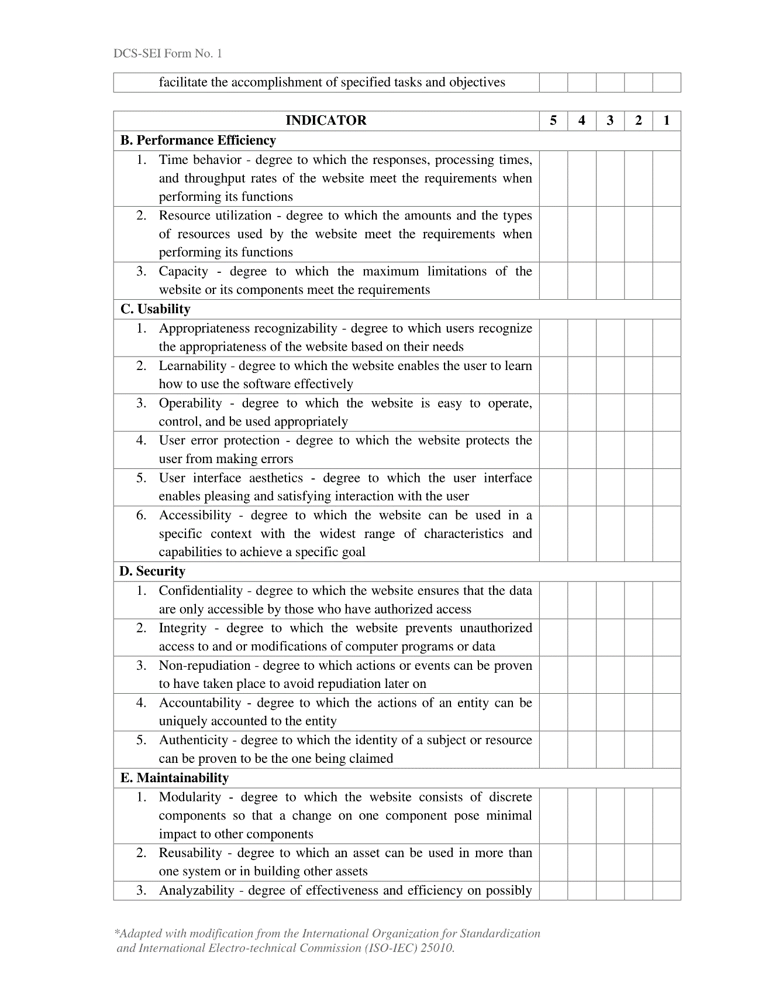 DCS-SEI Form No. 1
facilitate the accomplishment of specified tasks and objectives
INDICATOR 5 4 3 2 1
B. Performance Efficiency
1. Time behavior - degree to which the responses, processing times,
and throughput rates of the website meet the requirements when
performing its functions
2. Resource utilization - degree to which the amounts and the types
of resources used by the website meet the requirements when
performing its functions
3. Capacity - degree to which the maximum limitations of the
website or its components meet the requirements
C. Usability
1. Appropriateness recognizability - degree to which users recognize
the appropriateness of the website based on their needs
2. Learnability - degree to which the website enables the user to learn
how to use the software effectively
3. Operability - degree to which the website is easy to operate,
control, and be used appropriately
4. User error protection - degree to which the website protects the
user from making errors
5. User interface aesthetics - degree to which the user interface
enables pleasing and satisfying interaction with the user
6. Accessibility - degree to which the website can be used in a
specific context with the widest range of characteristics and
capabilities to achieve a specific goal
D. Security
1. Confidentiality - degree to which the website ensures that the data
are only accessible by those who have authorized access
2. Integrity - degree to which the website prevents unauthorized
access to and or modifications of computer programs or data
3. Non-repudiation - degree to which actions or events can be proven
to have taken place to avoid repudiation later on
4. Accountability - degree to which the actions of an entity can be
uniquely accounted to the entity
5. Authenticity - degree to which the identity of a subject or resource
can be proven to be the one being claimed
E. Maintainability
1. Modularity - degree to which the website consists of discrete
components so that a change on one component pose minimal
impact to other components
2. Reusability - degree to which an asset can be used in more than
one system or in building other assets
3. Analyzability - degree of effectiveness and efficiency on possibly
*Adapted with modification from the International Organization for Standardization
and International Electro-technical Commission (ISO-IEC) 25010.